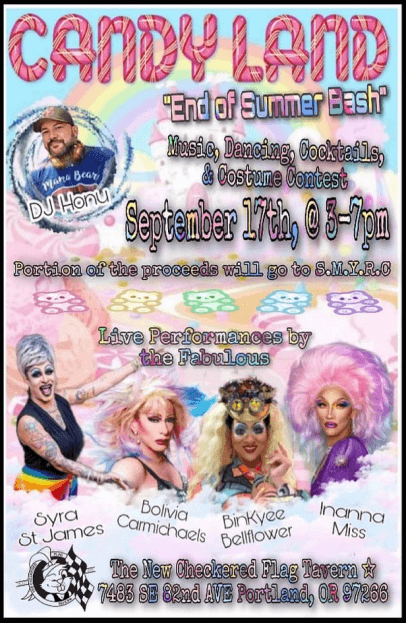 CANDY LAND
"End of Summer Bash"
Music, Dancing, Cocktails,
& Costume Contest
Mama Bear
DJ Honu
September 17th, @ 3-7pm
Portion of the proceeds will go to S.M.Y.R.C
Live Performances by
the Fabulous
Syra
St James
Bolivia
Carmichaels
BinKyee
Bellflower
Inanna
Miss
The New Checkered Flag Tavern ☆
7483 SE 82nd AVE Portland, OR 97266